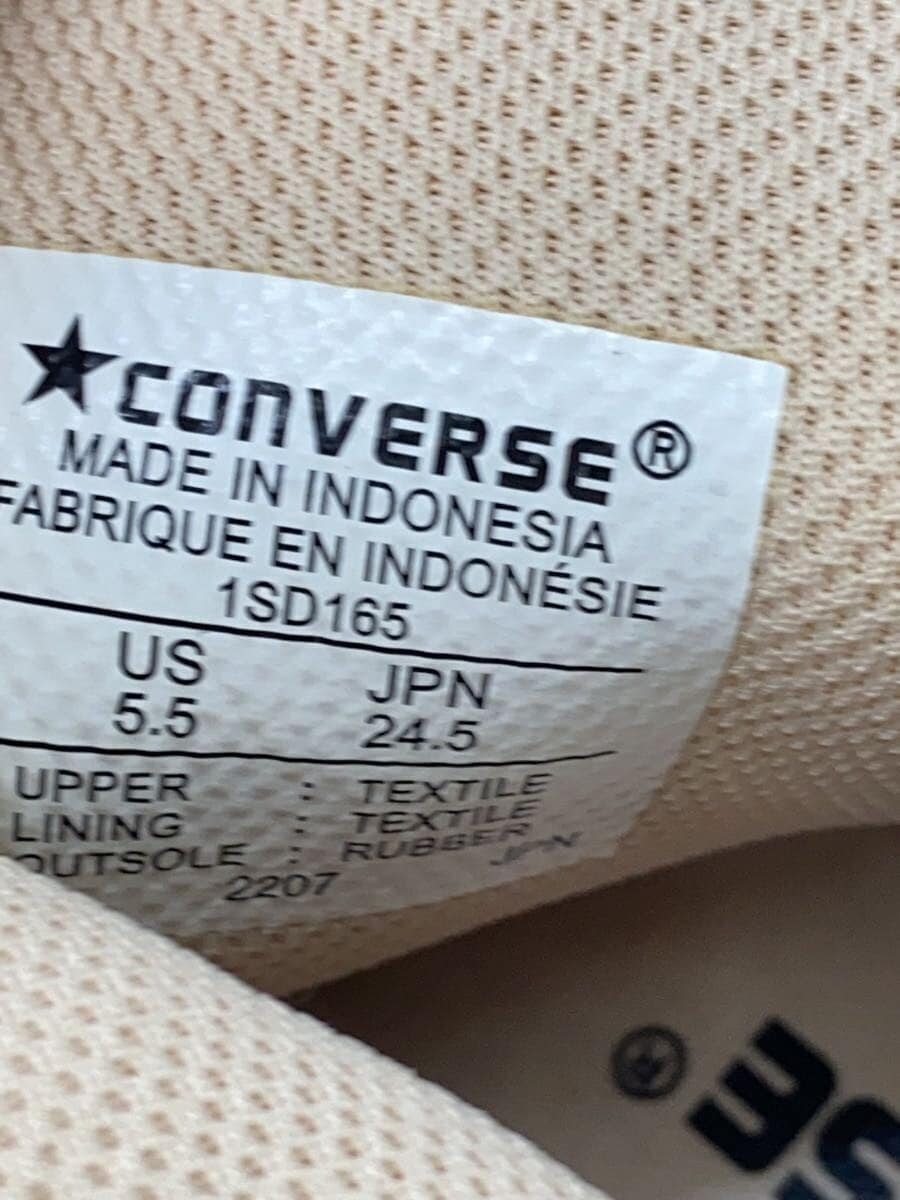 ★CONVERSE®
MADE IN INDONESIA
FABRIQUE EN INDONÉSIE
1SD165
US JPN
5.5 24.5
UPPER : TEXTILE
LINING : TEXTILE
OUTSOLE : RUBBER
2207 JPN